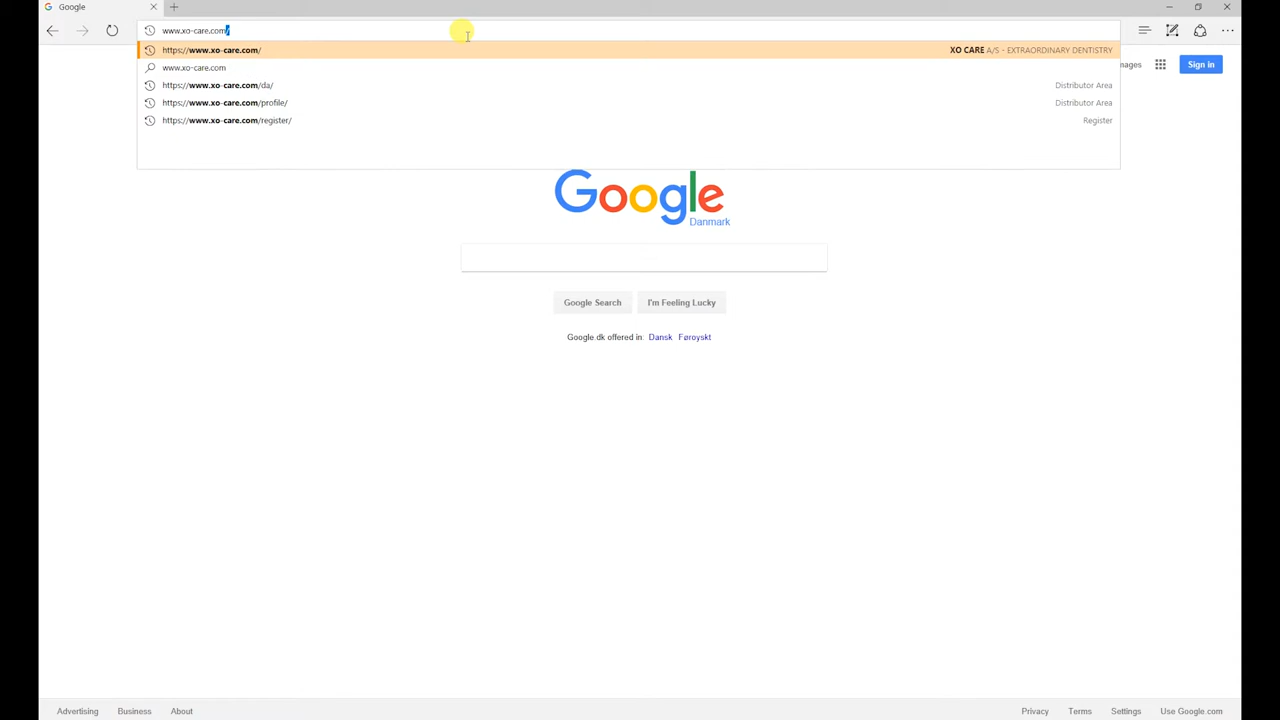 Google
www.xo-care.com/
https://www.xo-care.com/ XO CARE A/S - EXTRAORDINARY DENTISTRY
www.xo-care.com
mages Sign in
https://www.xo-care.com/da/ Distributor Area
https://www.xo-care.com/profile/ Distributor Area
https://www.xo-care.com/register/ Register
Google
Danmark
Google Search I'm Feeling Lucky
Google.dk offered in: Dansk Føroyskt
Advertising Business About Privacy Terms Settings Use Google.com